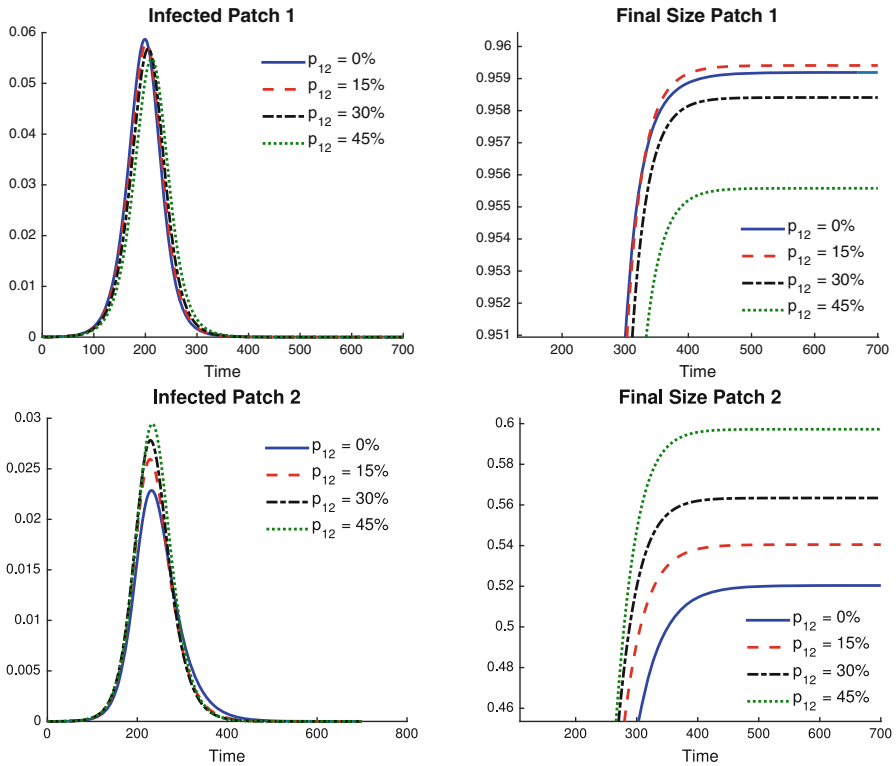 Infected Patch 1
0.06
0.05
0.04
0.03
0.02
0.01
0
0
100
200
300
400
500
600
700
Time
p12 = 0%
p12 = 15%
p12 = 30%
p12 = 45%
Final Size Patch 1
0.96
0.959
0.958
0.957
0.956
0.955
0.954
0.953
0.952
0.951
200
300
400
500
600
700
Time
p12 = 0%
p12 = 15%
p12 = 30%
p12 = 45%
Infected Patch 2
0.03
0.025
0.02
0.015
0.01
0.005
0
0
200
400
600
800
Time
p12 = 0%
p12 = 15%
p12 = 30%
p12 = 45%
Final Size Patch 2
0.6
0.58
0.56
0.54
0.52
0.5
0.48
0.46
200
300
400
500
600
700
Time
p12 = 0%
p12 = 15%
p12 = 30%
p12 = 45%